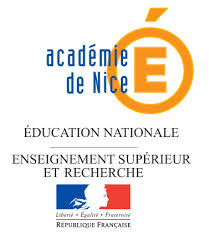 académie
de Nice
É
ÉDUCATION NATIONALE
ENSEIGNEMENT SUPÉRIEUR
ET RECHERCHE
Liberté • Égalité • Fraternité
RÉPUBLIQUE FRANÇAISE